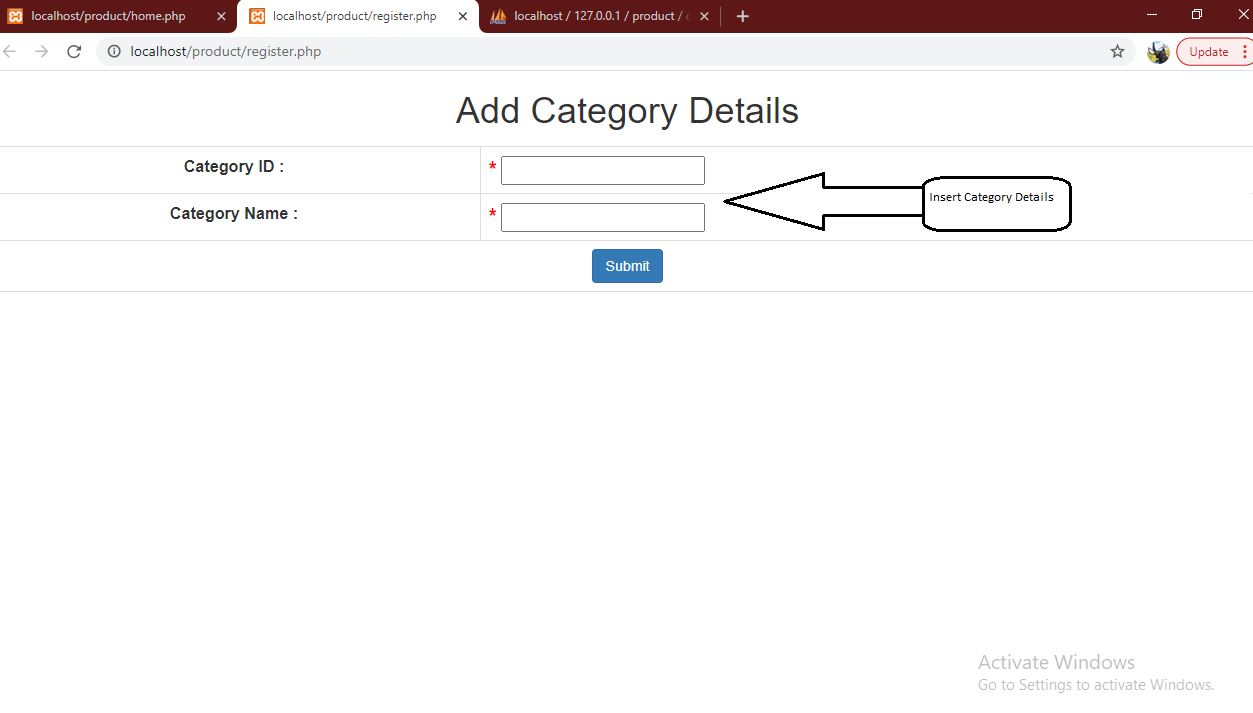 localhost/product/home.php
localhost/product/register.php
localhost / 127.0.0.1 / product /
localhost/product/register.php
Update
Add Category Details
Category ID :
*
Category Name :
*
Insert Category Details
Submit
Activate Windows
Go to Settings to activate Windows.